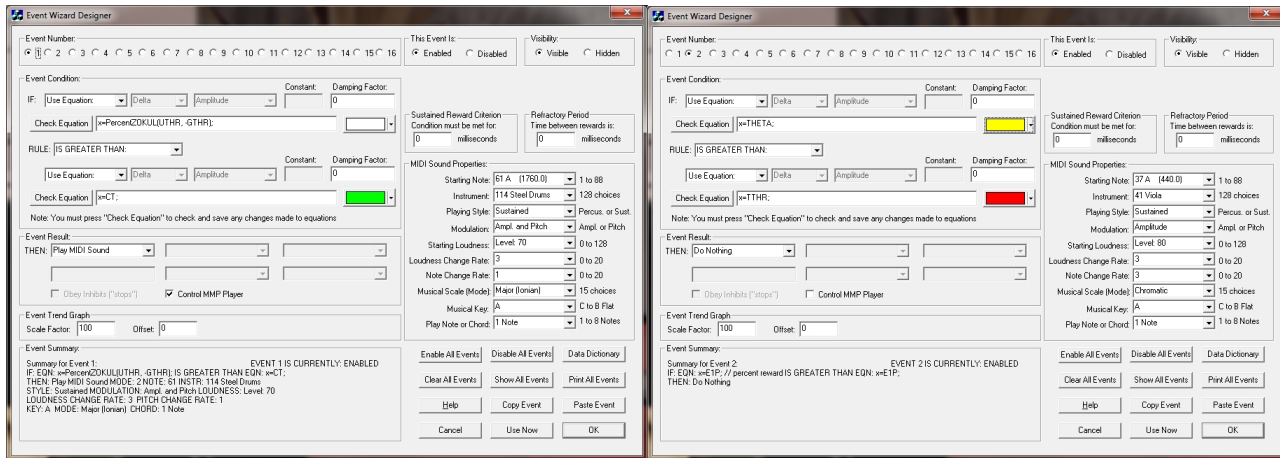 Event Wizard Designer
Event Number:
1 2 3 4 5 6 7 8 9 10 11 12 13 14 15 16
This Event Is:
Enabled Disabled
Visibility:
Visible Hidden
Event Condition:
Constant: Damping Factor:
IF: Use Equation: Delta Amplitude 0
Check Equation x=PercentZOKUL(UTHR, -GTHR);
RULE: IS GREATER THAN:
Constant: Damping Factor:
Use Equation: Delta Amplitude 0
Check Equation x=CT;
Note: You must press "Check Equation" to check and save any changes made to equations
Event Result:
THEN: Play MIDI Sound
Obey Inhibits ("stops") Control MMP Player
Event Trend Graph
Scale Factor: 100 Offset: 0
Event Summary:
Summary for Event 1: EVENT 1 IS CURRENTLY: ENABLED
IF: EQN: x=PercentZOKUL(UTHR, -GTHR); IS GREATER THAN EQN: x=CT;
THEN: Play MIDI Sound MODE: 2 NOTE: 61 INSTR: 114 Steel Drums
STYLE: Sustained MODULATION: Ampl. and Pitch LOUDNESS: Level: 70
LOUDNESS CHANGE RATE: 3 PITCH CHANGE RATE: 1
KEY: A MODE: Major (Ionian) CHORD: 1 Note
Sustained Reward Criterion
Condition must be met for:
0 milliseconds
Refractory Period
Time between rewards is:
0 milliseconds
MIDI Sound Properties:
Starting Note: 61 A (1760.0) 1 to 88
Instrument: 114 Steel Drums 128 choices
Playing Style: Sustained Percus. or Sust.
Modulation: Ampl. and Pitch Ampl. or Pitch
Starting Loudness: Level: 70 0 to 128
Loudness Change Rate: 3 0 to 20
Note Change Rate: 1 0 to 20
Musical Scale (Mode): Major (Ionian) 15 choices
Musical Key: A C to B Flat
Play Note or Chord: 1 Note 1 to 8 Notes
Enable All Events Disable All Events Data Dictionary
Clear All Events Show All Events Print All Events
Help Copy Event Paste Event
Cancel Use Now OK
Event Wizard Designer
Event Number:
1 2 3 4 5 6 7 8 9 10 11 12 13 14 15 16
This Event Is:
Enabled Disabled
Visibility:
Visible Hidden
Event Condition:
Constant: Damping Factor:
IF: Use Equation: Delta Amplitude 0
Check Equation x=THETA;
RULE: IS GREATER THAN:
Constant: Damping Factor:
Use Equation: Delta Amplitude 0
Check Equation x=TTHR;
Note: You must press "Check Equation" to check and save any changes made to equations
Event Result:
THEN: Do Nothing
Obey Inhibits ("stops") Control MMP Player
Event Trend Graph
Scale Factor: 100 Offset: 0
Event Summary:
Summary for Event 2: EVENT 2 IS CURRENTLY: ENABLED
IF: EQN: x=E1P; // percent reward IS GREATER THAN EQN: x=E1P;
THEN: Do Nothing
Sustained Reward Criterion
Condition must be met for:
0 milliseconds
Refractory Period
Time between rewards is:
0 milliseconds
MIDI Sound Properties:
Starting Note: 37 A (440.0) 1 to 88
Instrument: 41 Viola 128 choices
Playing Style: Sustained Percus. or Sust.
Modulation: Amplitude Ampl. or Pitch
Starting Loudness: Level: 80 0 to 128
Loudness Change Rate: 3 0 to 20
Note Change Rate: 3 0 to 20
Musical Scale (Mode): Chromatic 15 choices
Musical Key: A C to B Flat
Play Note or Chord: 1 Note 1 to 8 Notes
Enable All Events Disable All Events Data Dictionary
Clear All Events Show All Events Print All Events
Help Copy Event Paste Event
Cancel Use Now OK